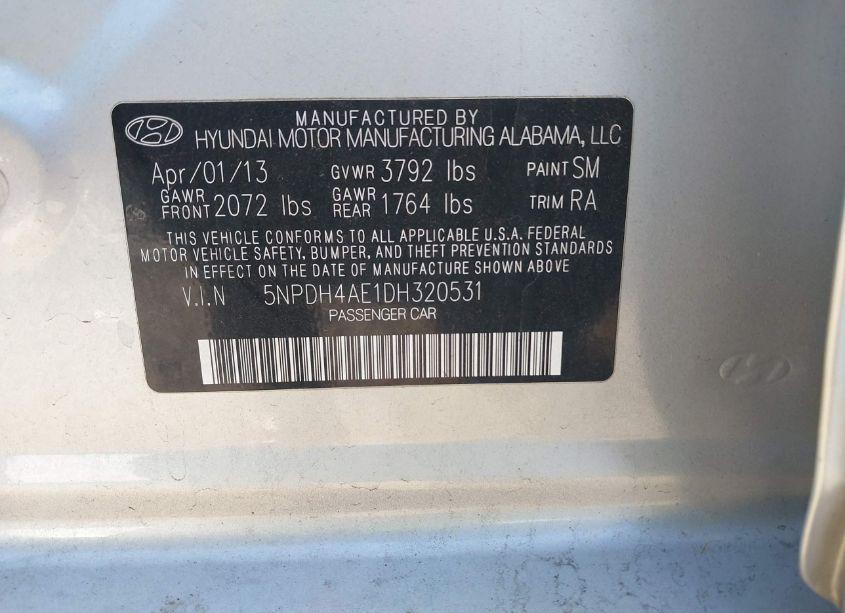 MANUFACTURED BY
HYUNDAI MOTOR MANUFACTURING ALABAMA, LLC
Apr/01/13 GVWR 3792 lbs PAINT SM
GAWR FRONT 2072 lbs GAWR REAR 1764 lbs TRIM RA
THIS VEHICLE CONFORMS TO ALL APPLICABLE U.S.A. FEDERAL
MOTOR VEHICLE SAFETY, BUMPER, AND THEFT PREVENTION STANDARDS
IN EFFECT ON THE DATE OF MANUFACTURE SHOWN ABOVE
V.I.N 5NPDH4AE1DH320531
PASSENGER CAR